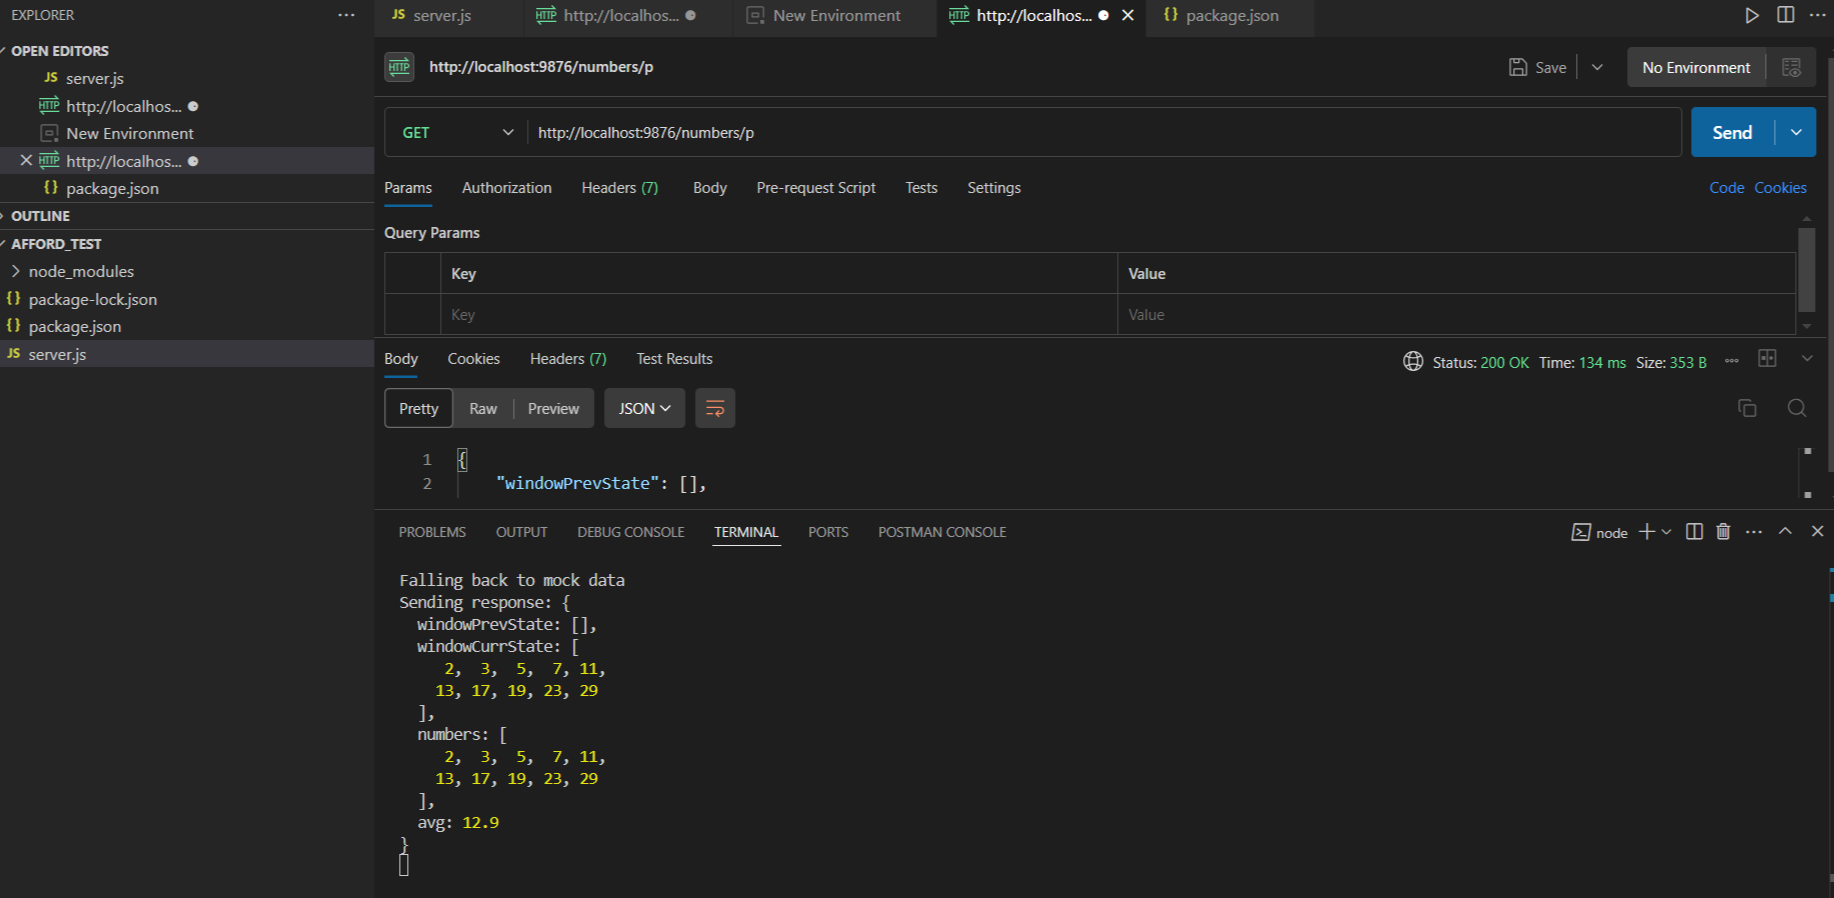 EXPLORER
OPEN EDITORS
JS server.js
HTTP http://localhos...
New Environment
HTTP http://localhos...
{} package.json
OUTLINE
AFFORD_TEST
node_modules
{} package-lock.json
{} package.json
JS server.js
JS server.js
HTTP http://localhos...
New Environment
HTTP http://localhos...
{} package.json
HTTP http://localhost:9876/numbers/p
Save
No Environment
GET http://localhost:9876/numbers/p
Send
Params Authorization Headers (7) Body Pre-request Script Tests Settings
Code Cookies
Query Params
Key Value
Key Value
Body Cookies Headers (7) Test Results
Status: 200 OK Time: 134 ms Size: 353 B
Pretty Raw Preview JSON
1 {
2 "windowPrevState": [],
PROBLEMS OUTPUT DEBUG CONSOLE TERMINAL PORTS POSTMAN CONSOLE
node
Falling back to mock data
Sending response: {
windowPrevState: [],
windowCurrState: [
2, 3, 5, 7, 11,
13, 17, 19, 23, 29
],
numbers: [
2, 3, 5, 7, 11,
13, 17, 19, 23, 29
],
avg: 12.9
}